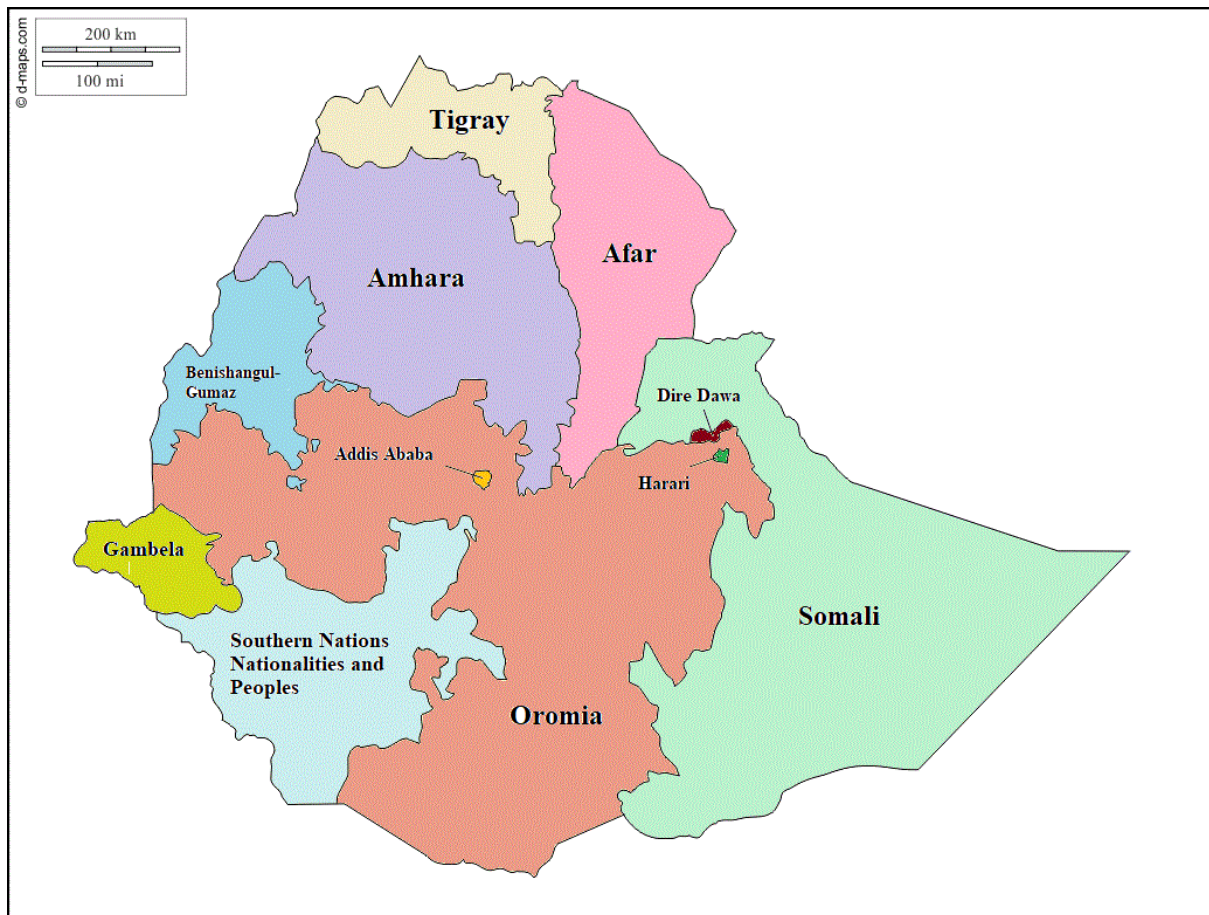 © d-maps.com
200 km
100 mi
Tigray
Afar
Amhara
Benishangul-
Gumaz
Dire Dawa
Addis Ababa
Harari
Gambela
Somali
Southern Nations
Nationalities and
Peoples
Oromia